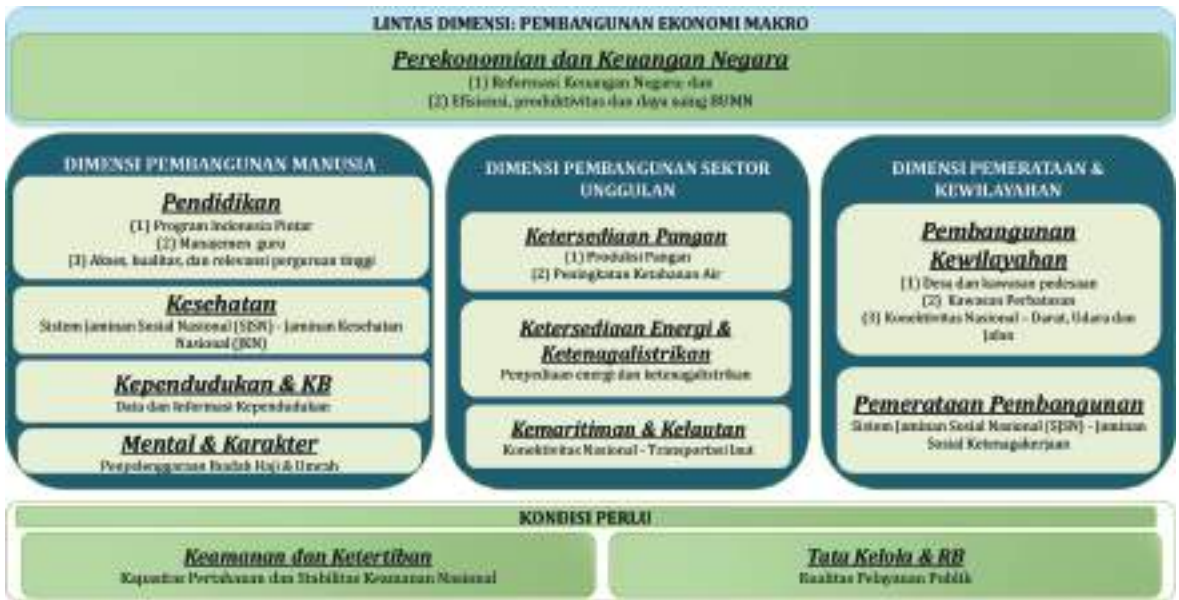 LINTAS DIMENSI: PEMBANGUNAN EKONOMI MAKRO
Perekonomian dan Keuangan Negara
(1) Reformasi Keuangan Negara; dan
(2) Efisiensi, produktivitas dan daya saing BUMN
DIMENSI PEMBANGUNAN MANUSIA
Pendidikan
(1) Program Indonesia Pintar
(2) Manajemen guru
(3) Akses, kualitas, dan relevansi perguruan tinggi
Kesehatan
Sistem Jaminan Sosial Nasional (SJSN) - Jaminan Kesehatan
Nasional (JKN)
Kependudukan & KB
Data dan Informasi Kependudukan
Mental & Karakter
Penyelenggaraan Ibadah Haji & Umrah
DIMENSI PEMBANGUNAN SEKTOR
UNGGULAN
Ketersediaan Pangan
(1) Produksi Pangan
(2) Peningkatan Ketahanan Air
Ketersediaan Energi &
Ketenagalistrikan
Penyediaan energi dan ketenagalistrikan
Kemaritiman & Kelautan
Konektivitas Nasional - Transportasi laut
DIMENSI PEMERATAAN &
KEWILAYAHAN
Pembangunan
Kewilayahan
(1) Desa dan kawasan pedesaan
(2) Kawasan Perbatasan
(3) Konektivitas Nasional - Darat, Udara dan
Jalan
Pemerataan Pembangunan
Sistem Jaminan Sosial Nasional (SJSN) - Jaminan
Sosial Ketenagakerjaan
KONDISI PERLU
Keamanan dan Ketertiban
Kapasitas Pertahanan dan Stabilitas Keamanan Nasional
Tata Kelola & RB
Kualitas Pelayanan Publik